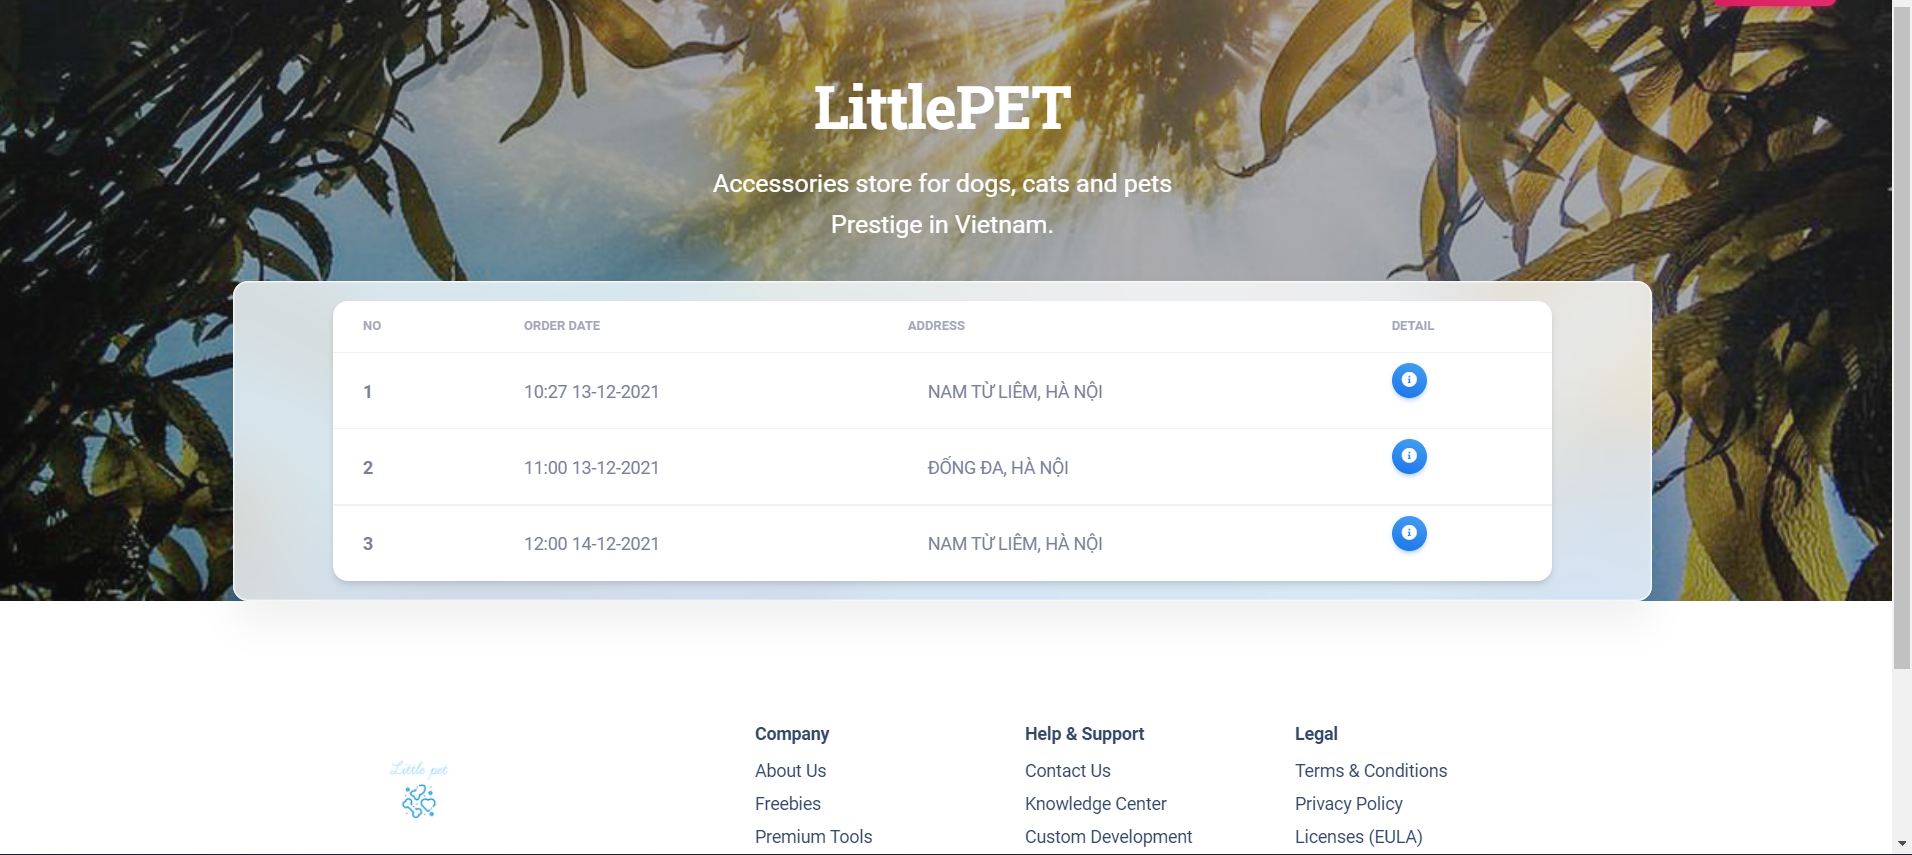 LittlePET
Accessories store for dogs, cats and pets
Prestige in Vietnam.
NO ORDER DATE ADDRESS DETAIL
1 10:27 13-12-2021 NAM TỪ LIÊM, HÀ NỘI
2 11:00 13-12-2021 ĐỐNG ĐA, HÀ NỘI
3 12:00 14-12-2021 NAM TỪ LIÊM, HÀ NỘI
Little pet
Company
About Us
Freebies
Premium Tools
Help & Support
Contact Us
Knowledge Center
Custom Development
Legal
Terms & Conditions
Privacy Policy
Licenses (EULA)